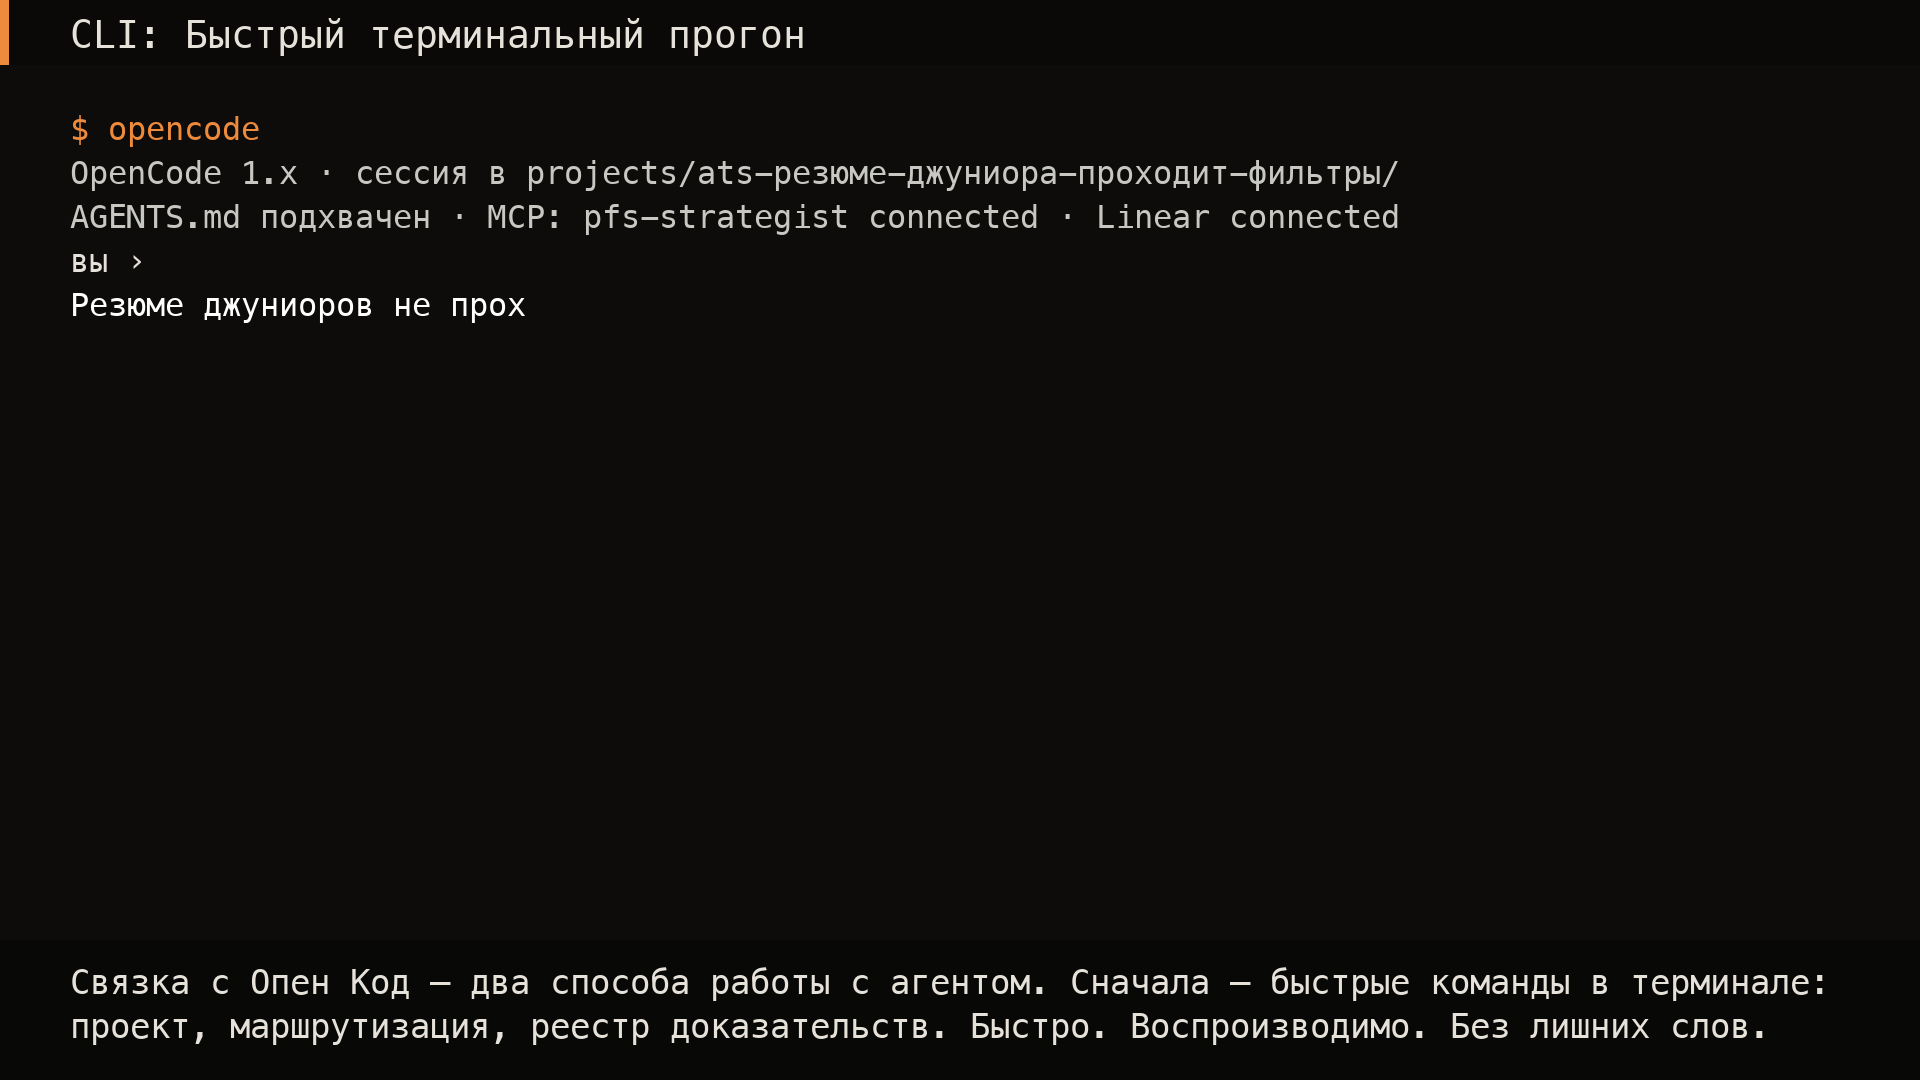 CLI: Быстрый терминальный прогон
$ opencode
OpenCode 1.x · сессия в projects/ats-резюме-джуниора-проходит-фильтры/
AGENTS.md подхвачен · MCP: pfs-strategist connected · Linear connected
вы ›
Резюме джуниоров не прох
Связка с Опен Код — два способа работы с агентом. Сначала — быстрые команды в терминале:
проект, маршрутизация, реестр доказательств. Быстро. Воспроизводимо. Без лишних слов.